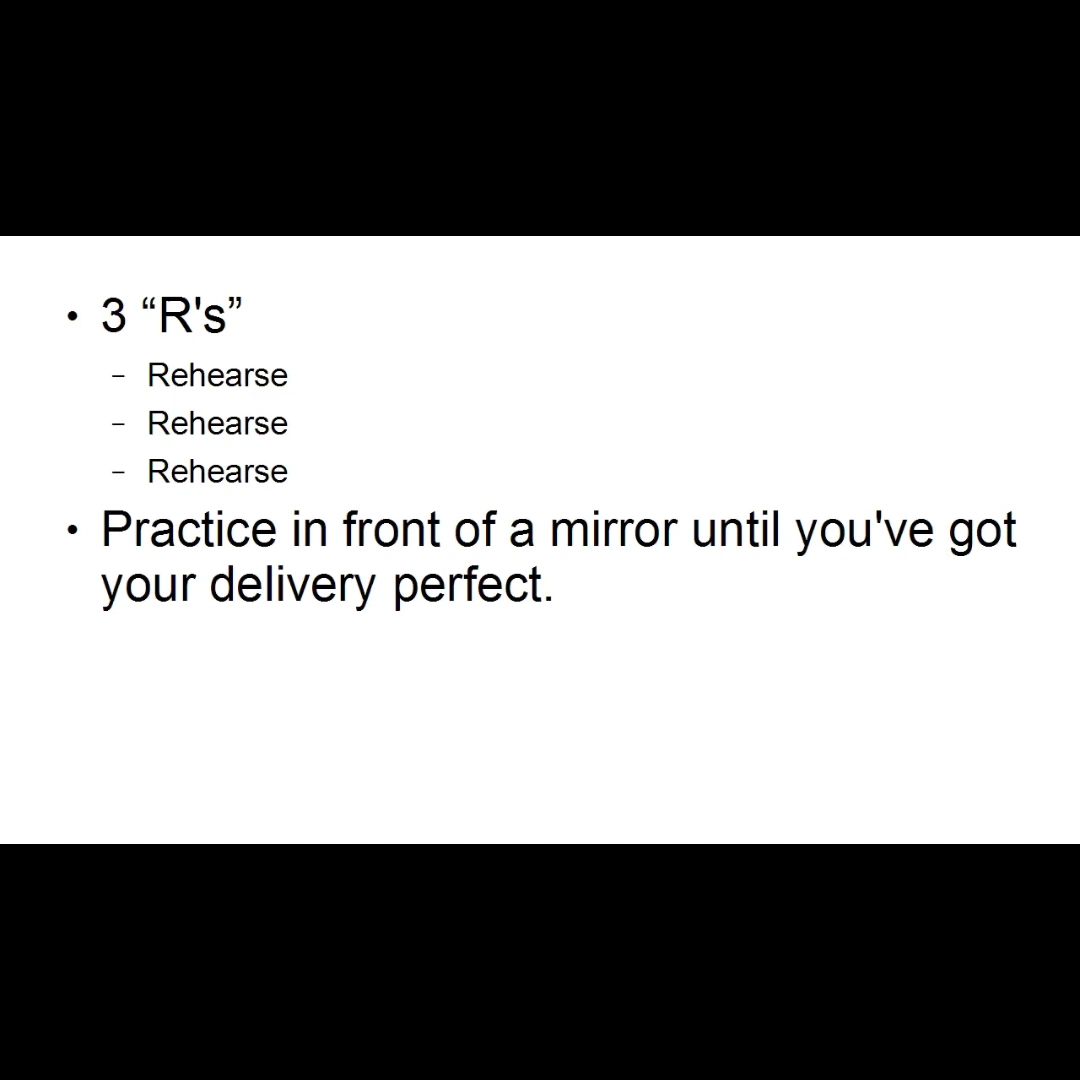 • 3 “R's”
– Rehearse
– Rehearse
– Rehearse
• Practice in front of a mirror until you've got
your delivery perfect.